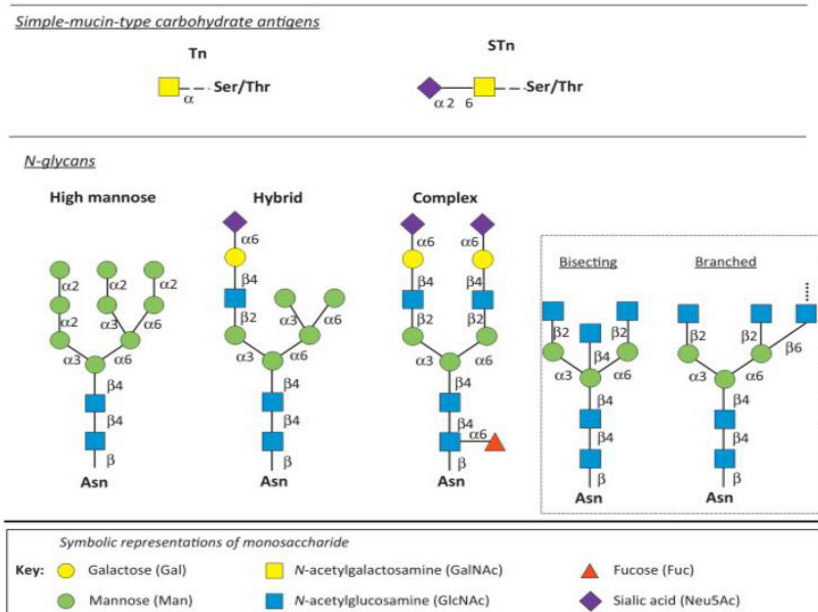 Simple-mucin-type carbohydrate antigens
Tn
STn
α
Ser/Thr
α2 6
Ser/Thr
N-glycans
High mannose
Hybrid
Complex
α6
α6
α6
Bisecting
Branched
α2
α2
α2
β4
β4
β4
α2
α3
α6
β2
α3
α6
β2
β2
β2
β4
β2
β2
β2
β6
α3
α6
α3
α6
α3
α6
α3
α6
α3
α6
β4
β4
β4
β4
β4
β4
β4
β4
α6
β4
β4
β
β
β
β
β
Asn
Asn
Asn
Asn
Asn
Symbolic representations of monosaccharide
Key:
Galactose (Gal)
N-acetylgalactosamine (GalNAc)
Fucose (Fuc)
Mannose (Man)
N-acetylglucosamine (GlcNAc)
Sialic acid (Neu5Ac)